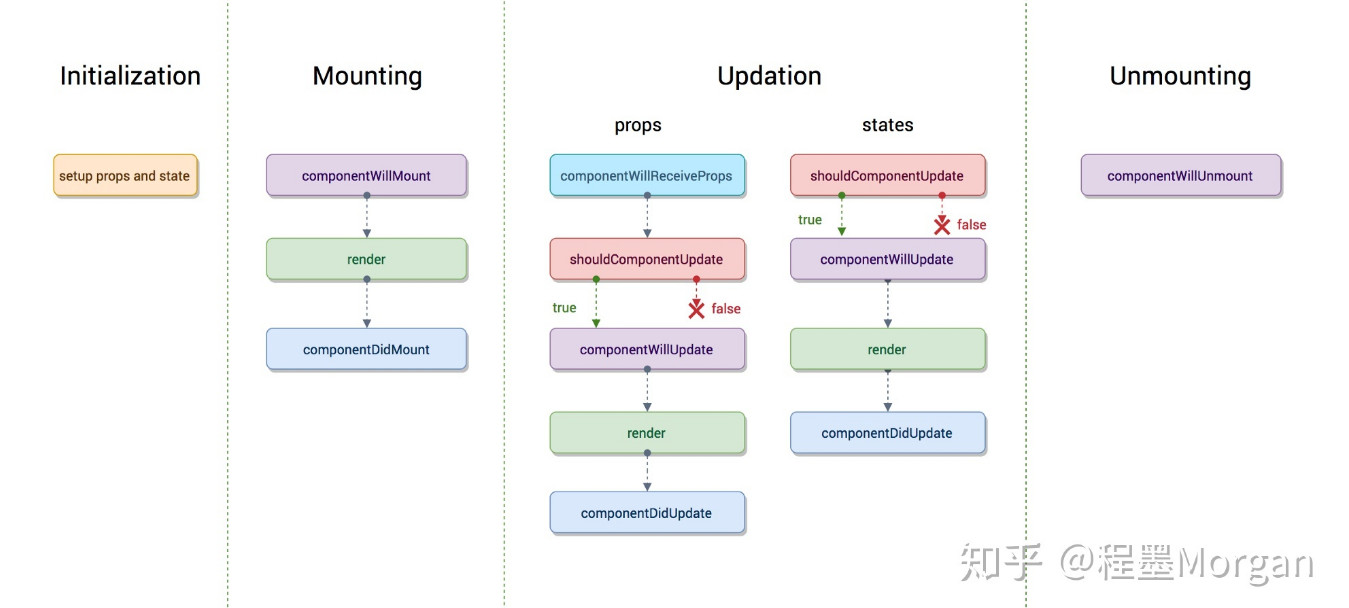 Initialization
setup props and state
Mounting
componentWillMount
render
componentDidMount
Updation
props
componentWillReceiveProps
shouldComponentUpdate
true
false
componentWillUpdate
render
componentDidUpdate
states
shouldComponentUpdate
true
false
componentWillUpdate
render
componentDidUpdate
Unmounting
componentWillUnmount
知乎 @程墨Morgan